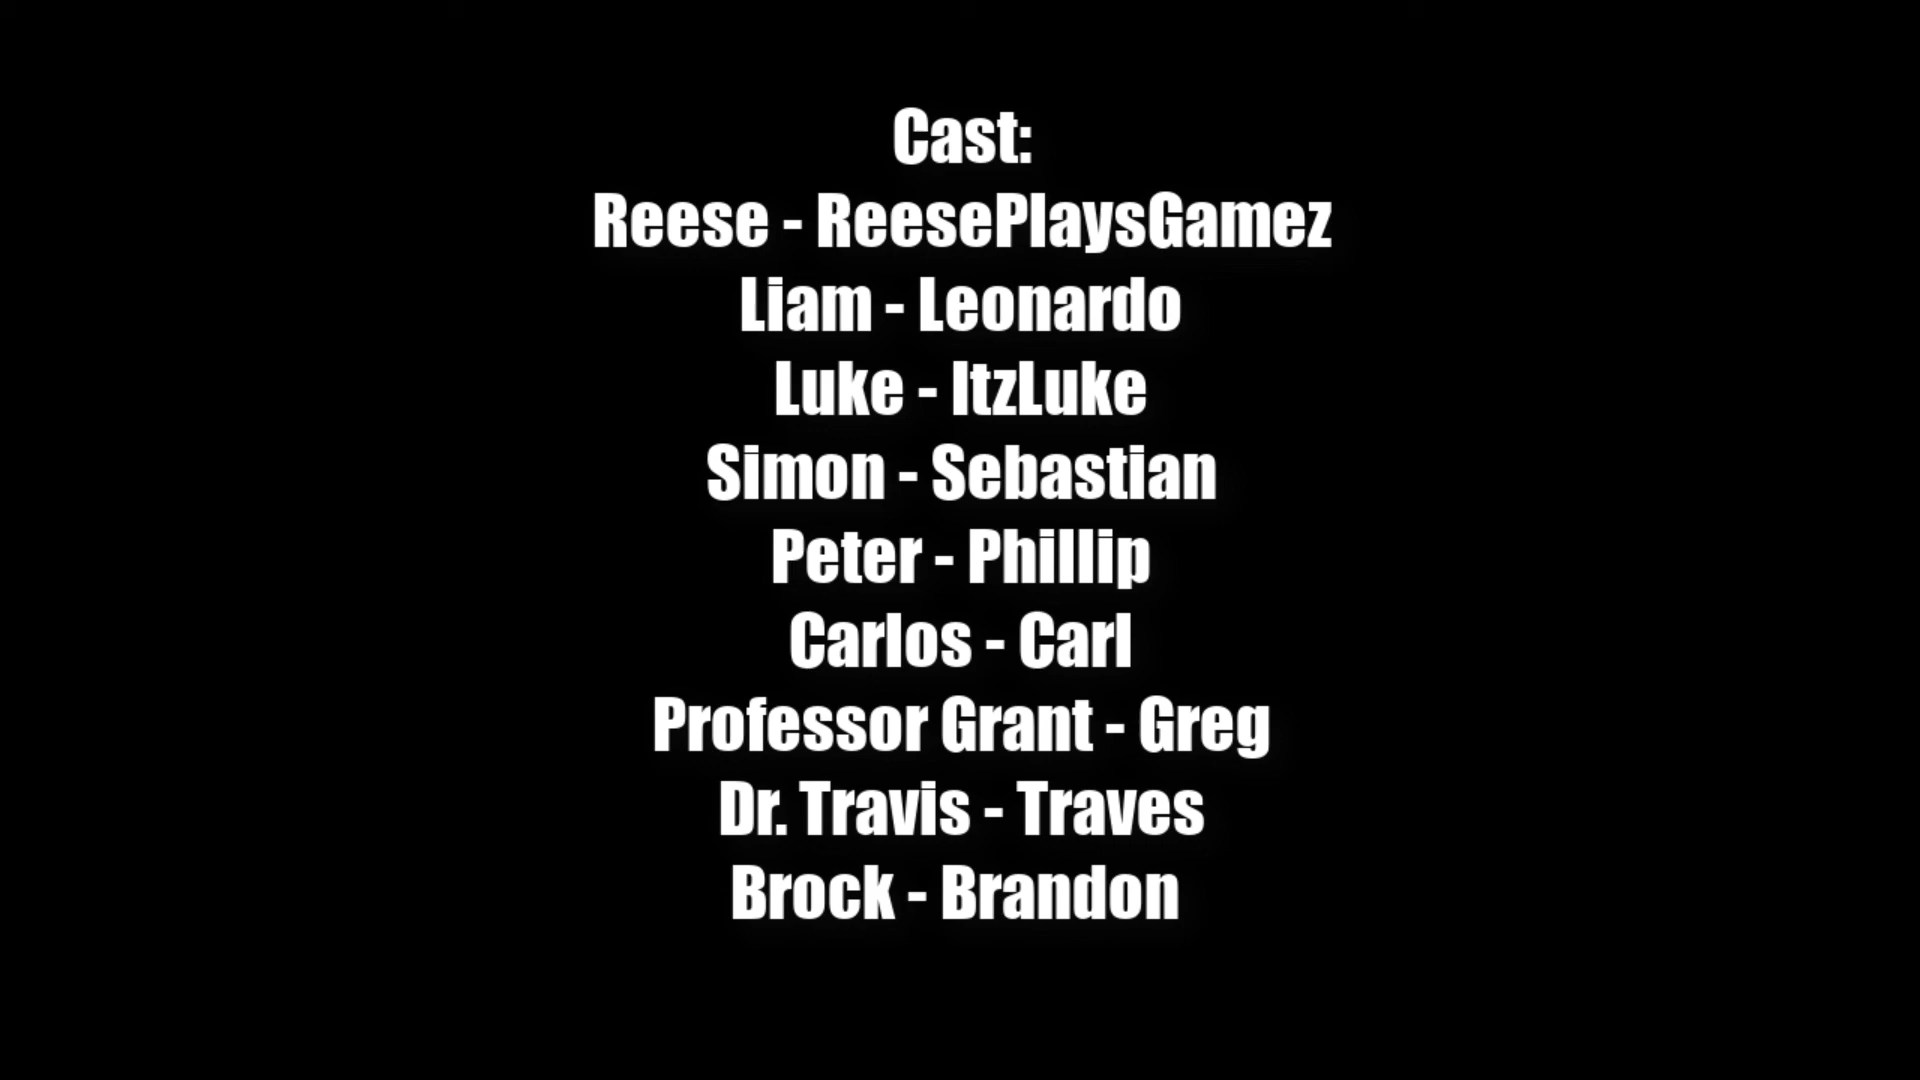 Cast:
Reese - ReesePlaysGamez
Liam - Leonardo
Luke - ItzLuke
Simon - Sebastian
Peter - Phillip
Carlos - Carl
Professor Grant - Greg
Dr. Travis - Traves
Brock - Brandon